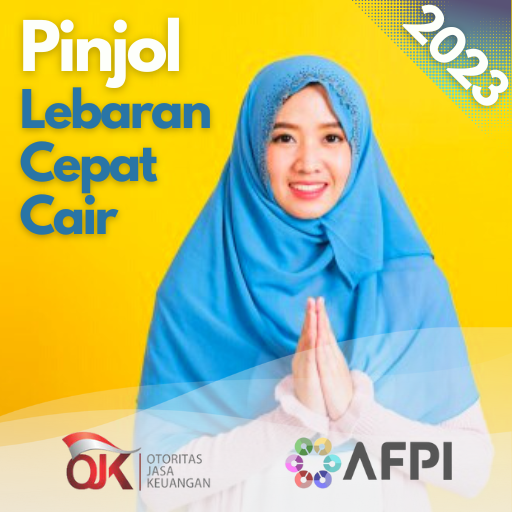 Pinjol
Lebaran
Cepat
Cair
2023
OJK
OTORITAS
JASA
KEUANGAN
AFPI